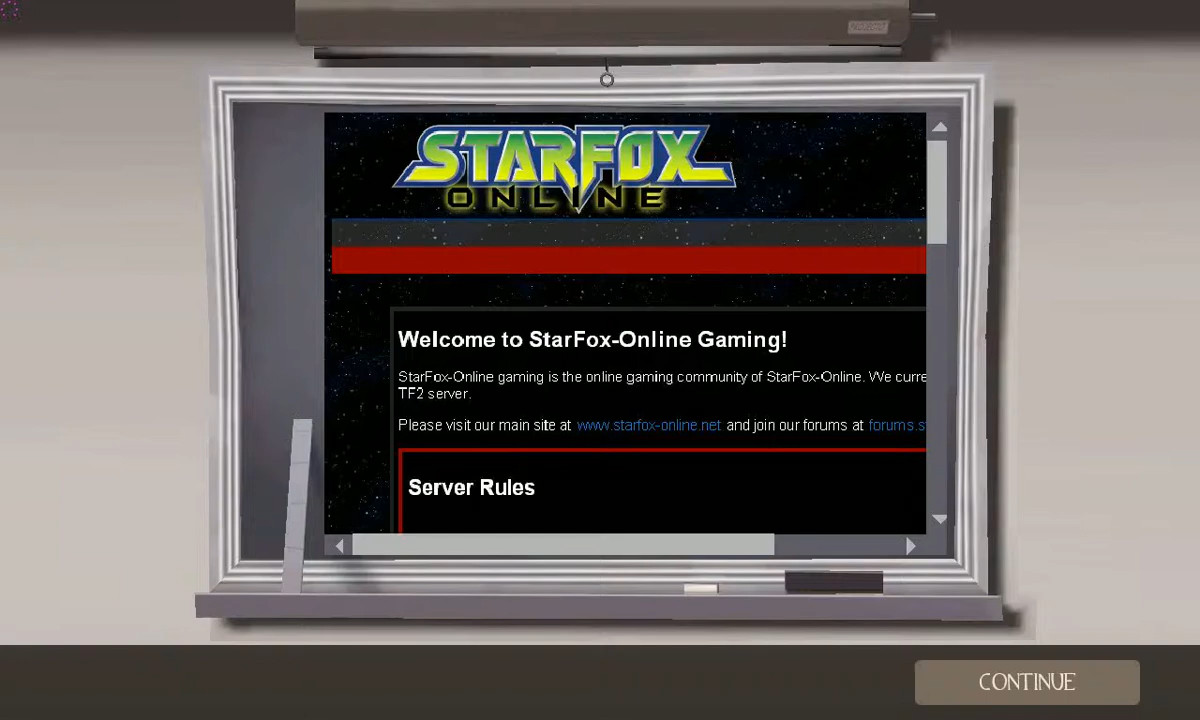 STARFOX
ONLINE
Welcome to StarFox-Online Gaming!
StarFox-Online gaming is the online gaming community of StarFox-Online. We curre
TF2 server.
Please visit our main site at www.starfox-online.net and join our forums at forums.s
Server Rules
CONTINUE